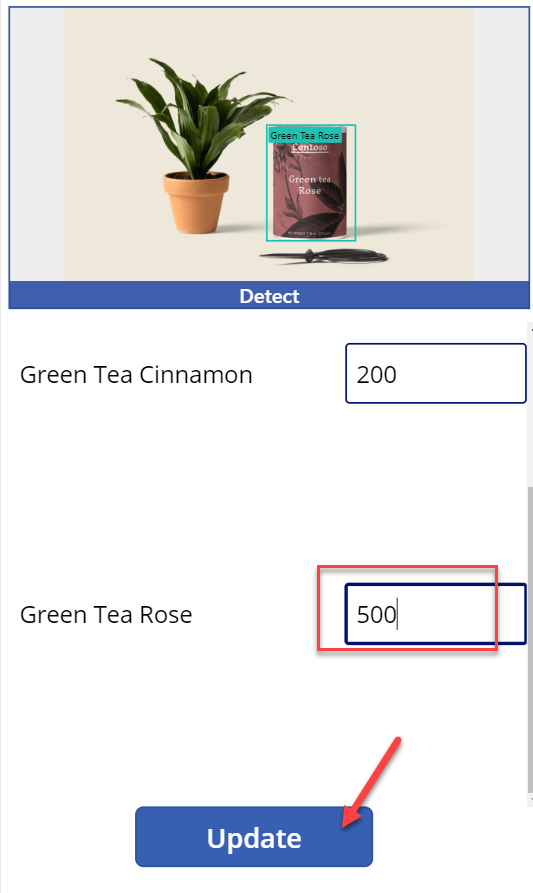 Green Tea Rose
Contoso
Green tea
Rose
Detect
Green Tea Cinnamon
200
Green Tea Rose
500
Update